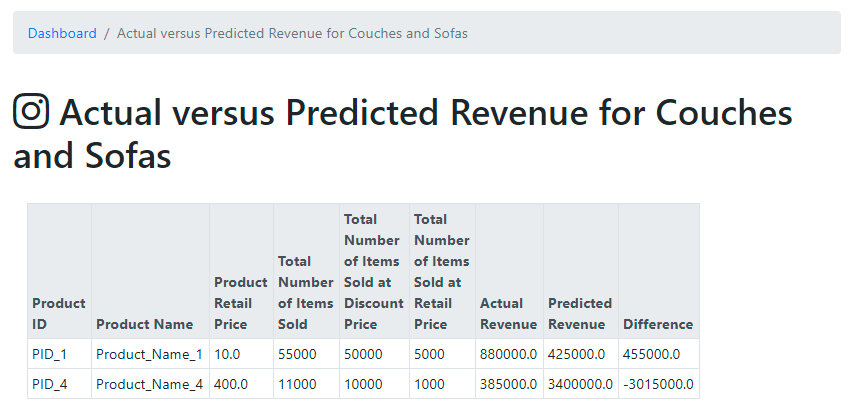 Dashboard / Actual versus Predicted Revenue for Couches and Sofas
Actual versus Predicted Revenue for Couches
and Sofas
Product ID Product Name Product Retail Price Total Number of Items Sold Total Number of Items Sold at Discount Price Total Number of Items Sold at Retail Price Actual Revenue Predicted Revenue Difference
PID_1 Product_Name_1 10.0 55000 50000 5000 880000.0 425000.0 455000.0
PID_4 Product_Name_4 400.0 11000 10000 1000 385000.0 3400000.0 -3015000.0